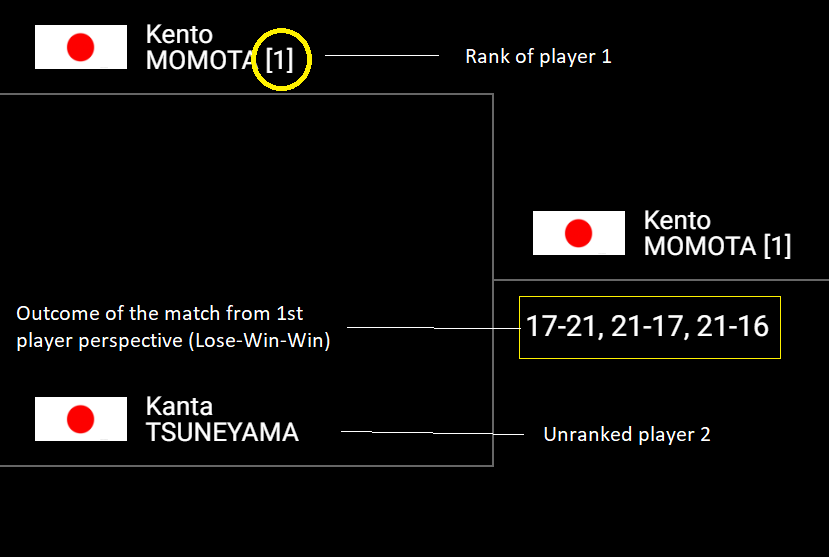 Kento
MOMOTA [1]
Rank of player 1
Kento
MOMOTA [1]
Outcome of the match from 1st
player perspective (Lose-Win-Win)
17-21, 21-17, 21-16
Kanta
TSUNEYAMA
Unranked player 2